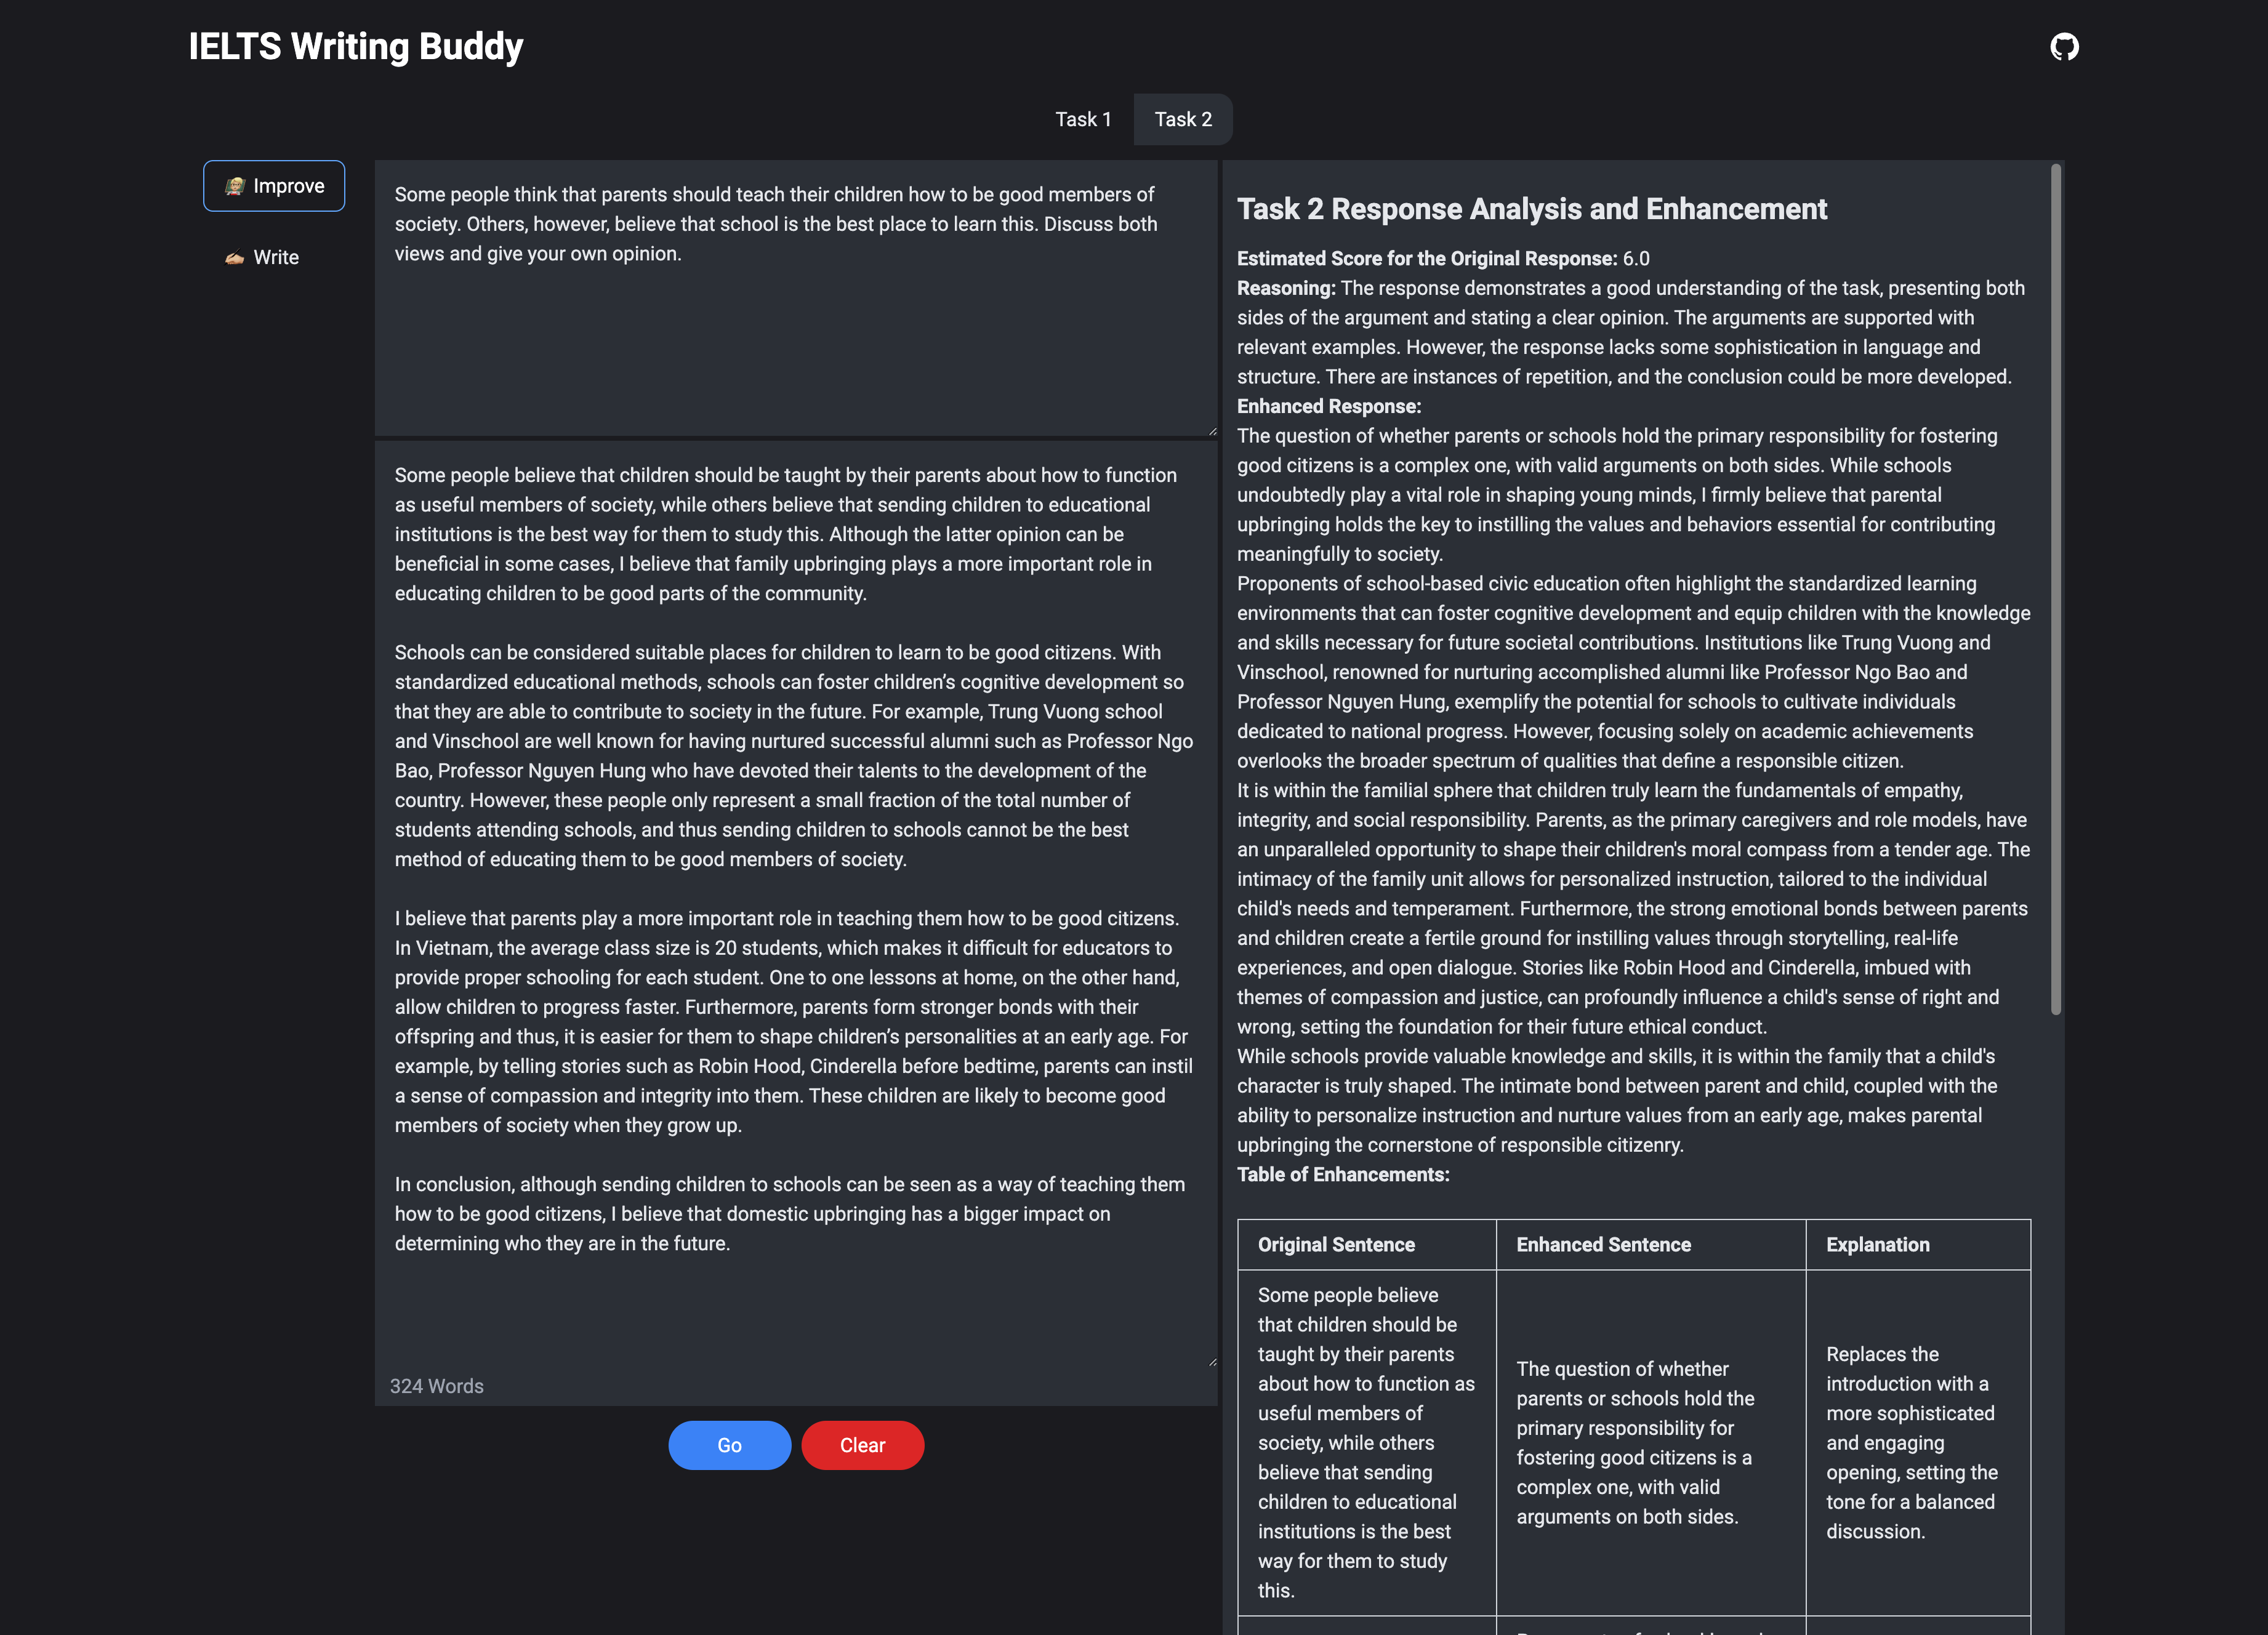 IELTS Writing Buddy
Task 1
Task 2
Improve
Write
Some people think that parents should teach their children how to be good members of
society. Others, however, believe that school is the best place to learn this. Discuss both
views and give your own opinion.
Some people believe that children should be taught by their parents about how to function
as useful members of society, while others believe that sending children to educational
institutions is the best way for them to study this. Although the latter opinion can be
beneficial in some cases, I believe that family upbringing plays a more important role in
educating children to be good parts of the community.
Schools can be considered suitable places for children to learn to be good citizens. With
standardized educational methods, schools can foster children’s cognitive development so
that they are able to contribute to society in the future. For example, Trung Vuong school
and Vinschool are well known for having nurtured successful alumni such as Professor Ngo
Bao, Professor Nguyen Hung who have devoted their talents to the development of the
country. However, these people only represent a small fraction of the total number of
students attending schools, and thus sending children to schools cannot be the best
method of educating them to be good members of society.
I believe that parents play a more important role in teaching them how to be good citizens.
In Vietnam, the average class size is 20 students, which makes it difficult for educators to
provide proper schooling for each student. One to one lessons at home, on the other hand,
allow children to progress faster. Furthermore, parents form stronger bonds with their
offspring and thus, it is easier for them to shape children’s personalities at an early age. For
example, by telling stories such as Robin Hood, Cinderella before bedtime, parents can instil
a sense of compassion and integrity into them. These children are likely to become good
members of society when they grow up.
In conclusion, although sending children to schools can be seen as a way of teaching them
how to be good citizens, I believe that domestic upbringing has a bigger impact on
determining who they are in the future.
324 Words
Go
Clear
Task 2 Response Analysis and Enhancement
Estimated Score for the Original Response: 6.0
Reasoning: The response demonstrates a good understanding of the task, presenting both
sides of the argument and stating a clear opinion. The arguments are supported with
relevant examples. However, the response lacks some sophistication in language and
structure. There are instances of repetition, and the conclusion could be more developed.
Enhanced Response:
The question of whether parents or schools hold the primary responsibility for fostering
good citizens is a complex one, with valid arguments on both sides. While schools
undoubtedly play a vital role in shaping young minds, I firmly believe that parental
upbringing holds the key to instilling the values and behaviors essential for contributing
meaningfully to society.
Proponents of school-based civic education often highlight the standardized learning
environments that can foster cognitive development and equip children with the knowledge
and skills necessary for future societal contributions. Institutions like Trung Vuong and
Vinschool, renowned for nurturing accomplished alumni like Professor Ngo Bao and
Professor Nguyen Hung, exemplify the potential for schools to cultivate individuals
dedicated to national progress. However, focusing solely on academic achievements
overlooks the broader spectrum of qualities that define a responsible citizen.
It is within the familial sphere that children truly learn the fundamentals of empathy,
integrity, and social responsibility. Parents, as the primary caregivers and role models, have
an unparalleled opportunity to shape their children's moral compass from a tender age. The
intimacy of the family unit allows for personalized instruction, tailored to the individual
child's needs and temperament. Furthermore, the strong emotional bonds between parents
and children create a fertile ground for instilling values through storytelling, real-life
experiences, and open dialogue. Stories like Robin Hood and Cinderella, imbued with
themes of compassion and justice, can profoundly influence a child's sense of right and
wrong, setting the foundation for their future ethical conduct.
While schools provide valuable knowledge and skills, it is within the family that a child's
character is truly shaped. The intimate bond between parent and child, coupled with the
ability to personalize instruction and nurture values from an early age, makes parental
upbringing the cornerstone of responsible citizenry.
Table of Enhancements:
Original Sentence
Enhanced Sentence
Explanation
Some people believe
that children should be
taught by their parents
about how to function as
useful members of
society, while others
believe that sending
children to educational
institutions is the best
way for them to study
this.
The question of whether
parents or schools hold the
primary responsibility for
fostering good citizens is a
complex one, with valid
arguments on both sides.
Replaces the
introduction with a
more sophisticated
and engaging
opening, setting the
tone for a balanced
discussion.